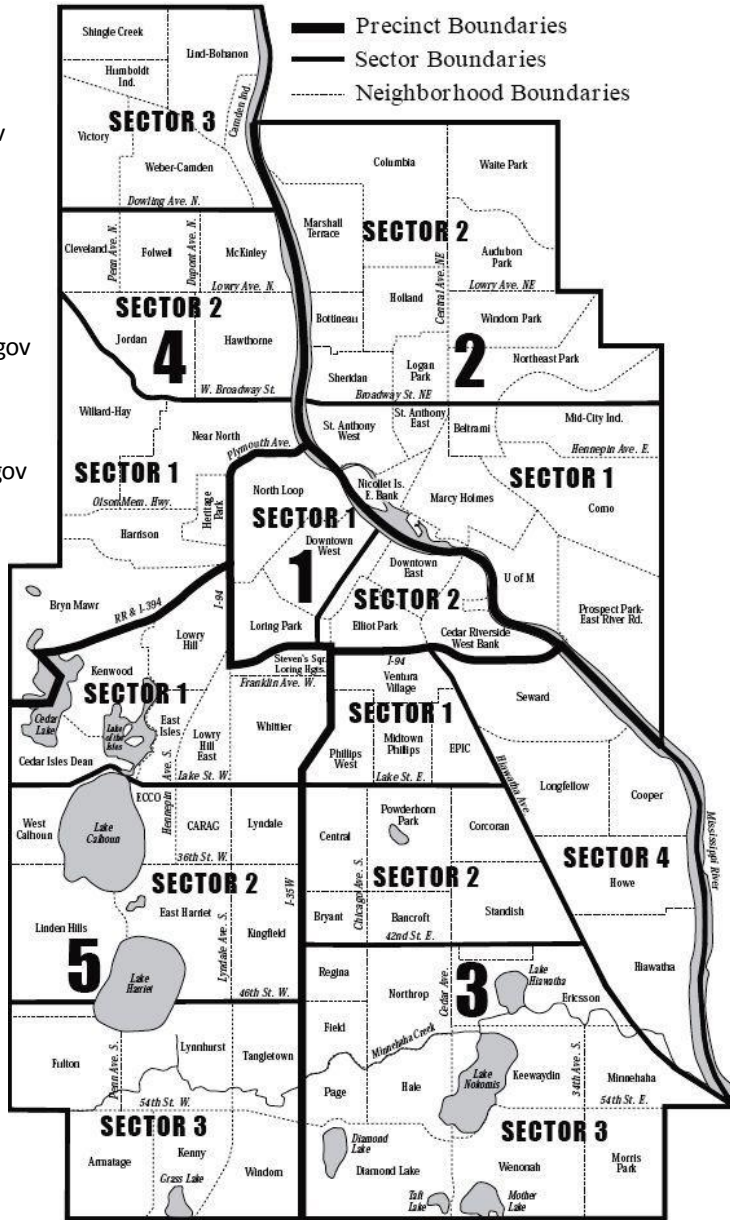 Precinct Boundaries
Sector Boundaries
Neighborhood Boundaries
Shingle Creek
Lind-Bohanon
Humboldt
Ind.
Camden Ind.
SECTOR 3
v
Victory
Weber-Camden
Dowling Ave. N.
Columbia
Waite Park
Marshall
Terrace
SECTOR 2
Cleveland
Penn Ave. N.
Folwell
Dupont Ave. N.
McKinley
Lowry Ave. N.
Audubon
Park
Central Ave. NE
Lowry Ave. NE
Holland
SECTOR 2
Bottineau
Windom Park
Jordan
4
Hawthorne
gov
2
Northeast Park
Logan
Park
Sheridan
W. Broadway St.
Broadway St. NE
Willard-Hay
St. Anthony
East
St. Anthony
West
Beltrami
Mid-City Ind.
Near North
Plymouth Ave.
Hennepin Ave. E.
gov
SECTOR 1
SECTOR 1
Olson Mem. Hwy.
Heritage
Park
North Loop
Nicollet Is.
E. Bank
Marcy Holmes
Como
SECTOR 1
Harrison
Downtown
West
1
Downtown
East
U of M
Bryn Mawr
RR & I-394
I-94
SECTOR 2
Prospect Park-
East River Rd.
Loring Park
Elliot Park
Cedar Riverside
West Bank
Lowry
Hill
Kenwood
Steven's Sqr.
Loring Hgts.
I-94
Franklin Ave. W.
Ventura
Village
Seward
SECTOR 1
Cedar
Lake
Lake
of the
Isles
East
Isles
Lowry
Hill East
Whittier
SECTOR 1
Phillips
West
Midtown
Phillips
EPIC
Hiawatha Ave
Cedar Isles Dean
Hennepin Ave. S.
Lake St. W.
Lake St. E.
Longfellow
Cooper
Mississippi River
West
Calhoun
Lake
Calhoun
ECCO
CARAG
Lyndale
36th St. W.
Central
Powderhorn
Park
Corcoran
SECTOR 4
Howe
SECTOR 2
I-35W
Chicago Ave. S.
SECTOR 2
Linden Hills
East Harriet
Lyndale Ave. S.
Kingfield
Bryant
Bancroft
Standish
42nd St. E.
5
Lake
Harriet
46th St. W.
Regina
Northrop
Cedar Ave.
3
Lake
Hiawatha
Hiawatha
Ericsson
Field
Minnehaha Creek
Fulton
Penn Ave. S.
Lynnhurst
Tangletown
Page
Hale
Lake
Nokomis
Keewaydin
34th Ave. S.
Minnehaha
54th St. W.
54th St. E.
SECTOR 3
SECTOR 3
Armatage
Kenny
Grass Lake
Windom
Diamond
Lake
Diamond Lake
Wenonah
Morris
Park
Taft
Lake
Mother
Lake